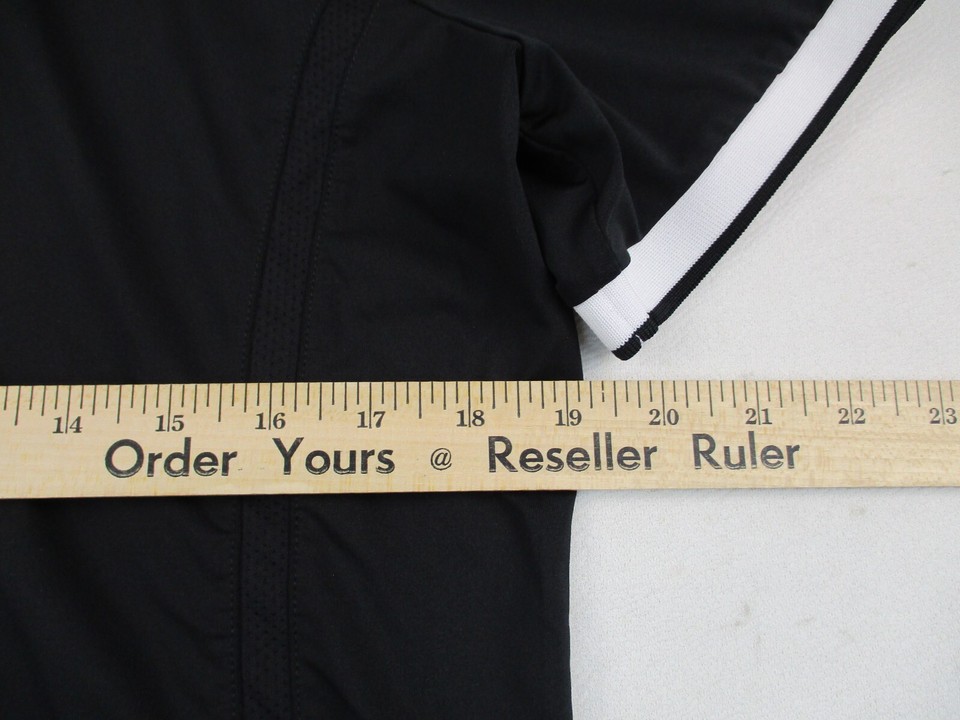 14 15 16 17 18 19 20 21 22 23
Order Yours @ Reseller Ruler